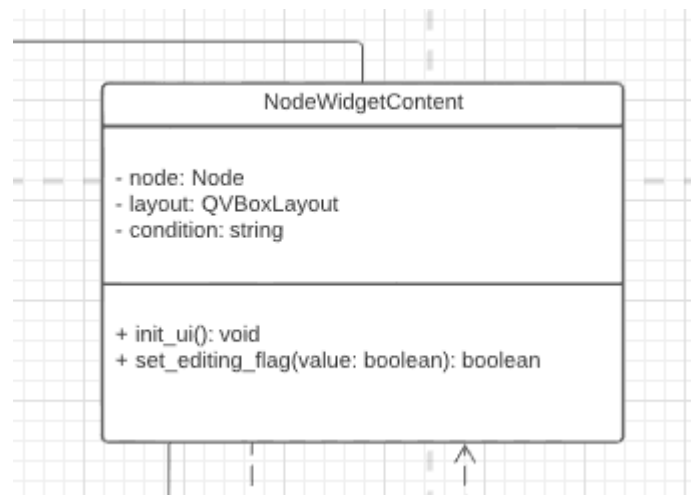 NodeWidgetContent
- node: Node
- layout: QVBoxLayout
- condition: string
+ init_ui(): void
+ set_editing_flag(value: boolean): boolean